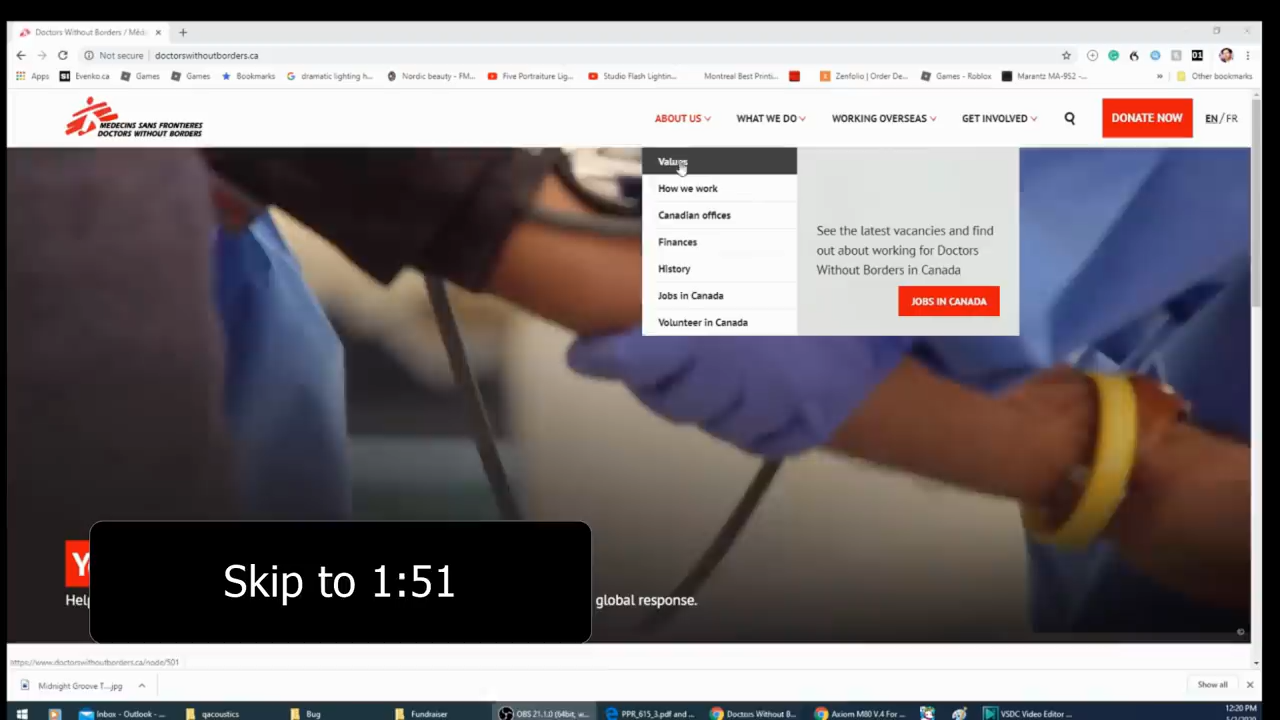 Doctors Without Borders / Méd
Not secure
doctorswithoutborders.ca
Apps
Evenko.ca
Games
Games
Bookmarks
dramatic lighting h...
Nordic beauty - FM...
Five Portraiture Lig...
Studio Flash Lightin...
Montreal Best Printi...
Zenfolio | Order De...
Games - Roblox
Marantz MA-952 -...
»
Other bookmarks
MEDECINS SANS FRONTIERES
DOCTORS WITHOUT BORDERS
ABOUT US
WHAT WE DO
WORKING OVERSEAS
GET INVOLVED
DONATE NOW
EN / FR
Values
How we work
Canadian offices
Finances
History
Jobs in Canada
Volunteer in Canada
See the latest vacancies and find
out about working for Doctors
Without Borders in Canada
JOBS IN CANADA
Skip to 1:51
global response.
©
https://www.doctorswithoutborders.ca/node/501
Midnight Groove T....jpg
Show all
Inbox - Outlook - ...
qacoustics
Bug
Fundraiser
OBS 21.1.0 (64bit, w...
PPR_615_3.pdf and ...
Doctors Without B...
Axiom M80 V.4 For ...
VSDC Video Editor ...
12:20 PM